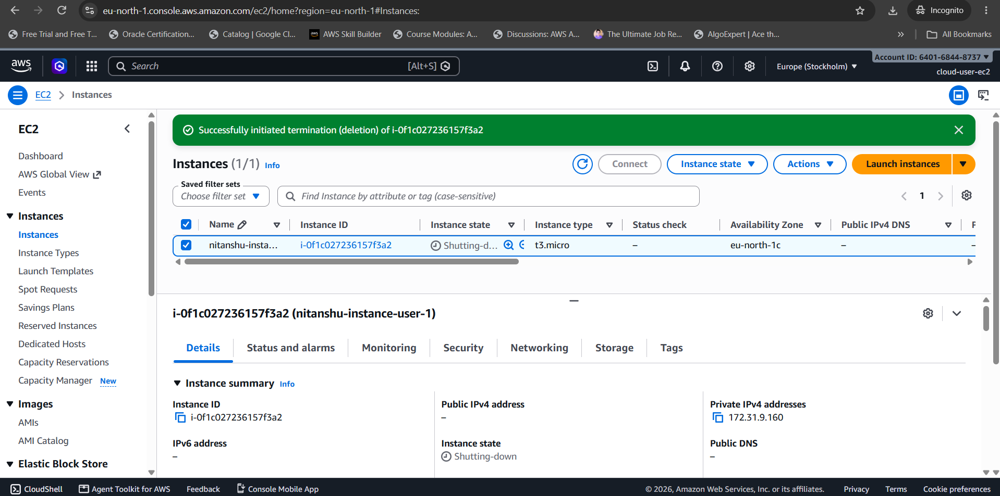 eu-north-1.console.aws.amazon.com/ec2/home?region=eu-north-1#Instances:
Incognito
Free Trial and Free T...
Oracle Certification...
Catalog | Google Cl...
AWS Skill Builder
Course Modules: A...
Discussions: AWS A...
The Ultimate Job Re...
AlgoExpert | Ace th...
All Bookmarks
aws
Search
[Alt+S]
Europe (Stockholm)
Account ID: 6401-6844-8737
cloud-user-ec2
EC2
Instances
EC2
Dashboard
AWS Global View
Events
Instances
Instances
Instance Types
Launch Templates
Spot Requests
Savings Plans
Reserved Instances
Dedicated Hosts
Capacity Reservations
Capacity Manager New
Images
AMIs
AMI Catalog
Elastic Block Store
Successfully initiated termination (deletion) of i-0f1c027236157f3a2
Instances (1/1) Info
Connect
Instance state
Actions
Launch instances
Saved filter sets
Choose filter set
Find Instance by attribute or tag (case-sensitive)
1
Name
Instance ID
Instance state
Instance type
Status check
Availability Zone
Public IPv4 DNS
nitanshu-insta...
i-0f1c027236157f3a2
Shutting-d...
t3.micro
–
eu-north-1c
–
i-0f1c027236157f3a2 (nitanshu-instance-user-1)
Details
Status and alarms
Monitoring
Security
Networking
Storage
Tags
Instance summary Info
Instance ID
i-0f1c027236157f3a2
Public IPv4 address
–
Private IPv4 addresses
172.31.9.160
IPv6 address
–
Instance state
Shutting-down
Public DNS
–
CloudShell
Agent Toolkit for AWS
Feedback
Console Mobile App
© 2026, Amazon Web Services, Inc. or its affiliates.
Privacy
Terms
Cookie preferences